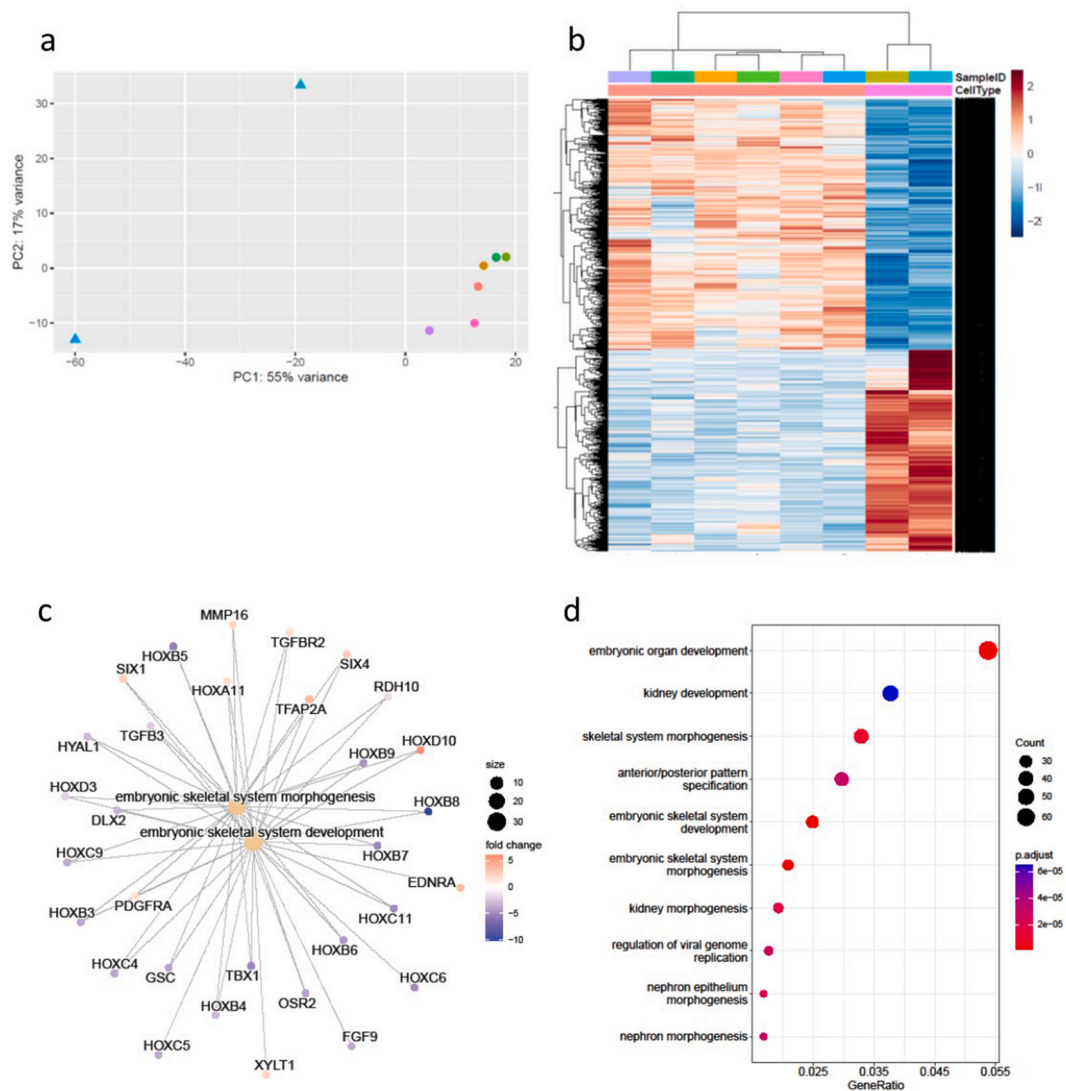 a
30
20
10
0
−10
PC2: 17% variance
−60
−40
−20
0
20
PC1: 55% variance
b
SampleID
CellType
2
1
0
-1
-2
c
MMP16
TGFBR2
HOXB5
SIX4
SIX1
HOXA11
RDH10
TFAP2A
TGFB3
HYAL1
HOXD10
HOXB9
HOXD3
embryonic skeletal system morphogenesis
HOXB8
DLX2
embryonic skeletal system development
HOXB7
HOXC9
EDNRA
PDGFRA
HOXB3
HOXC11
HOXB6
HOXC4
GSC
TBX1
HOXC6
HOXB4
OSR2
HOXC5
FGF9
XYLT1
size
10
20
30
fold change
5
0
−5
−10
d
embryonic organ development
kidney development
skeletal system morphogenesis
anterior/posterior pattern
specification
embryonic skeletal system
development
embryonic skeletal system
morphogenesis
kidney morphogenesis
regulation of viral genome
replication
nephron epithelium
morphogenesis
nephron morphogenesis
0.025
0.035
0.045
0.055
GeneRatio
Count
30
40
50
60
p.adjust
6e−05
4e−05
2e−05